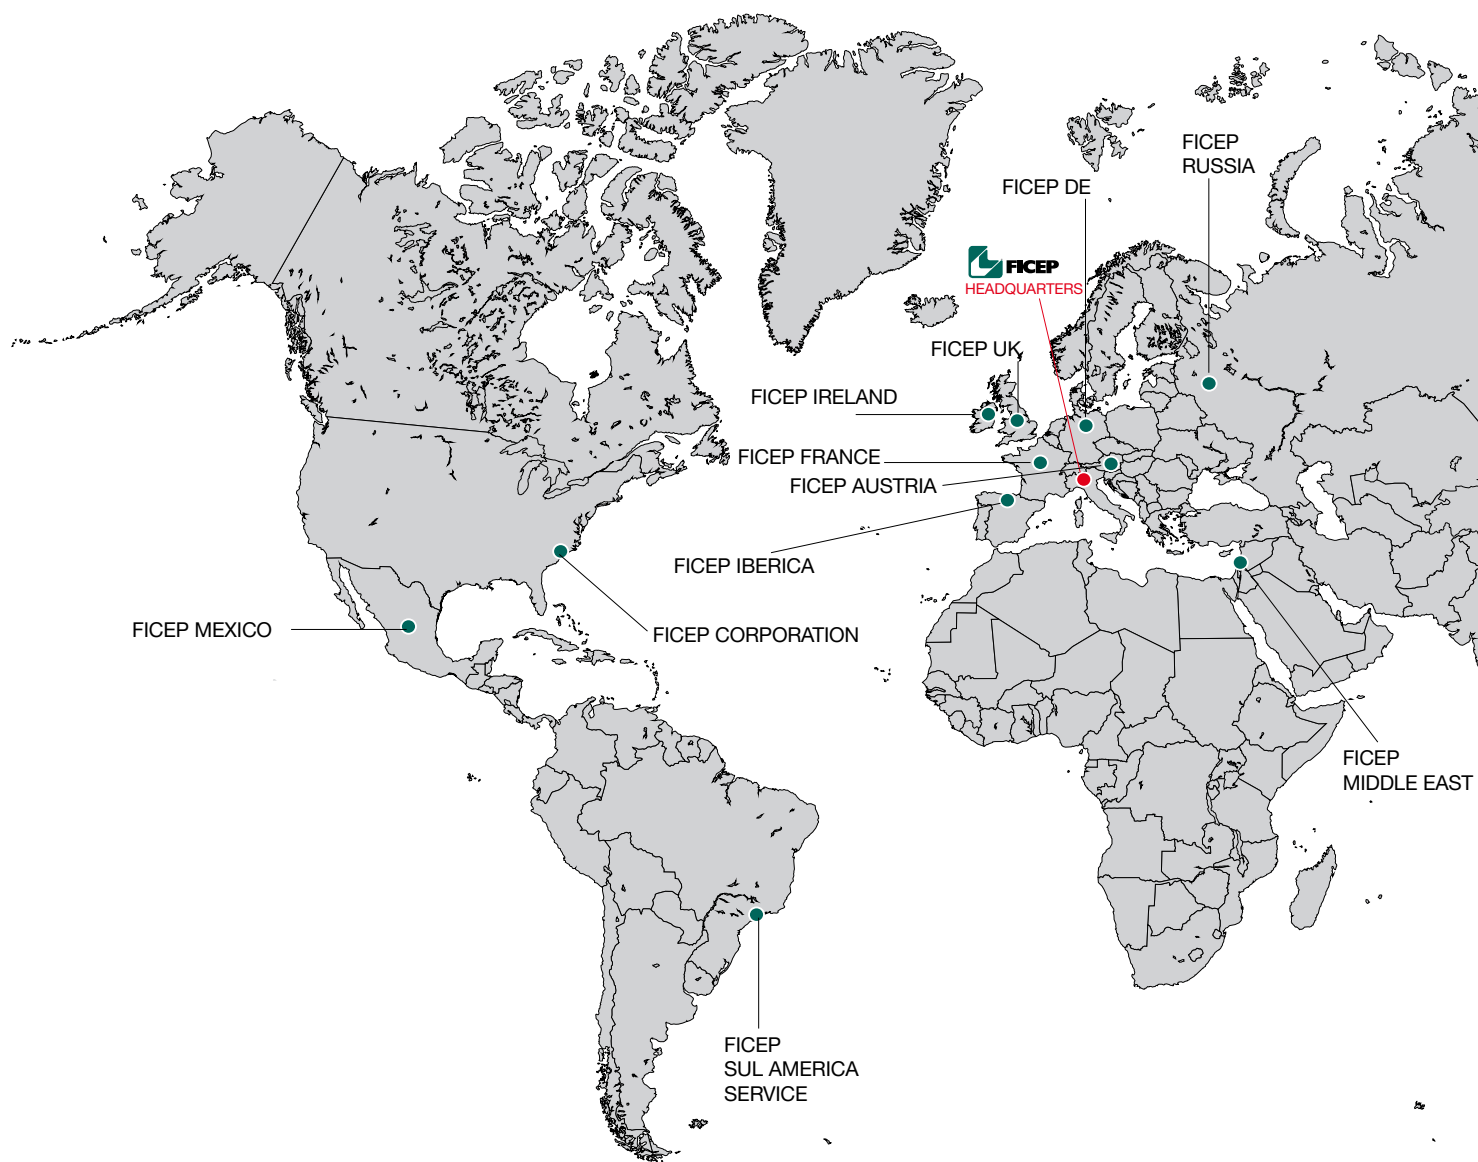 FICEP
RUSSIA
FICEP DE
FICEP
HEADQUARTERS
FICEP UK
FICEP IRELAND
FICEP FRANCE
FICEP AUSTRIA
FICEP IBERICA
FICEP MEXICO
FICEP CORPORATION
FICEP
MIDDLE EAST
FICEP
SUL AMERICA
SERVICE